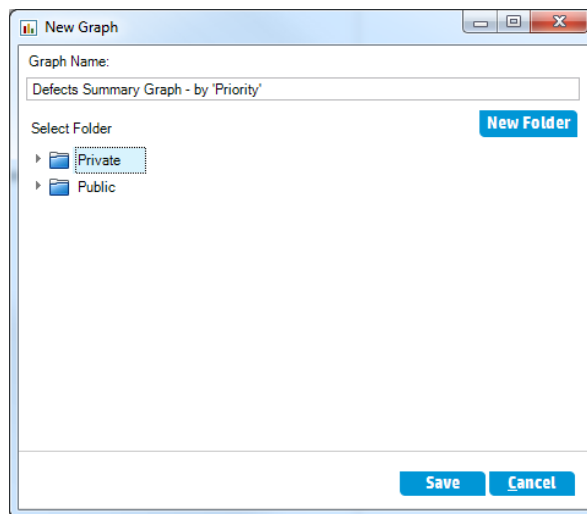 New Graph
Graph Name:
Defects Summary Graph - by 'Priority'
New Folder
Select Folder
Private
Public
Save Cancel